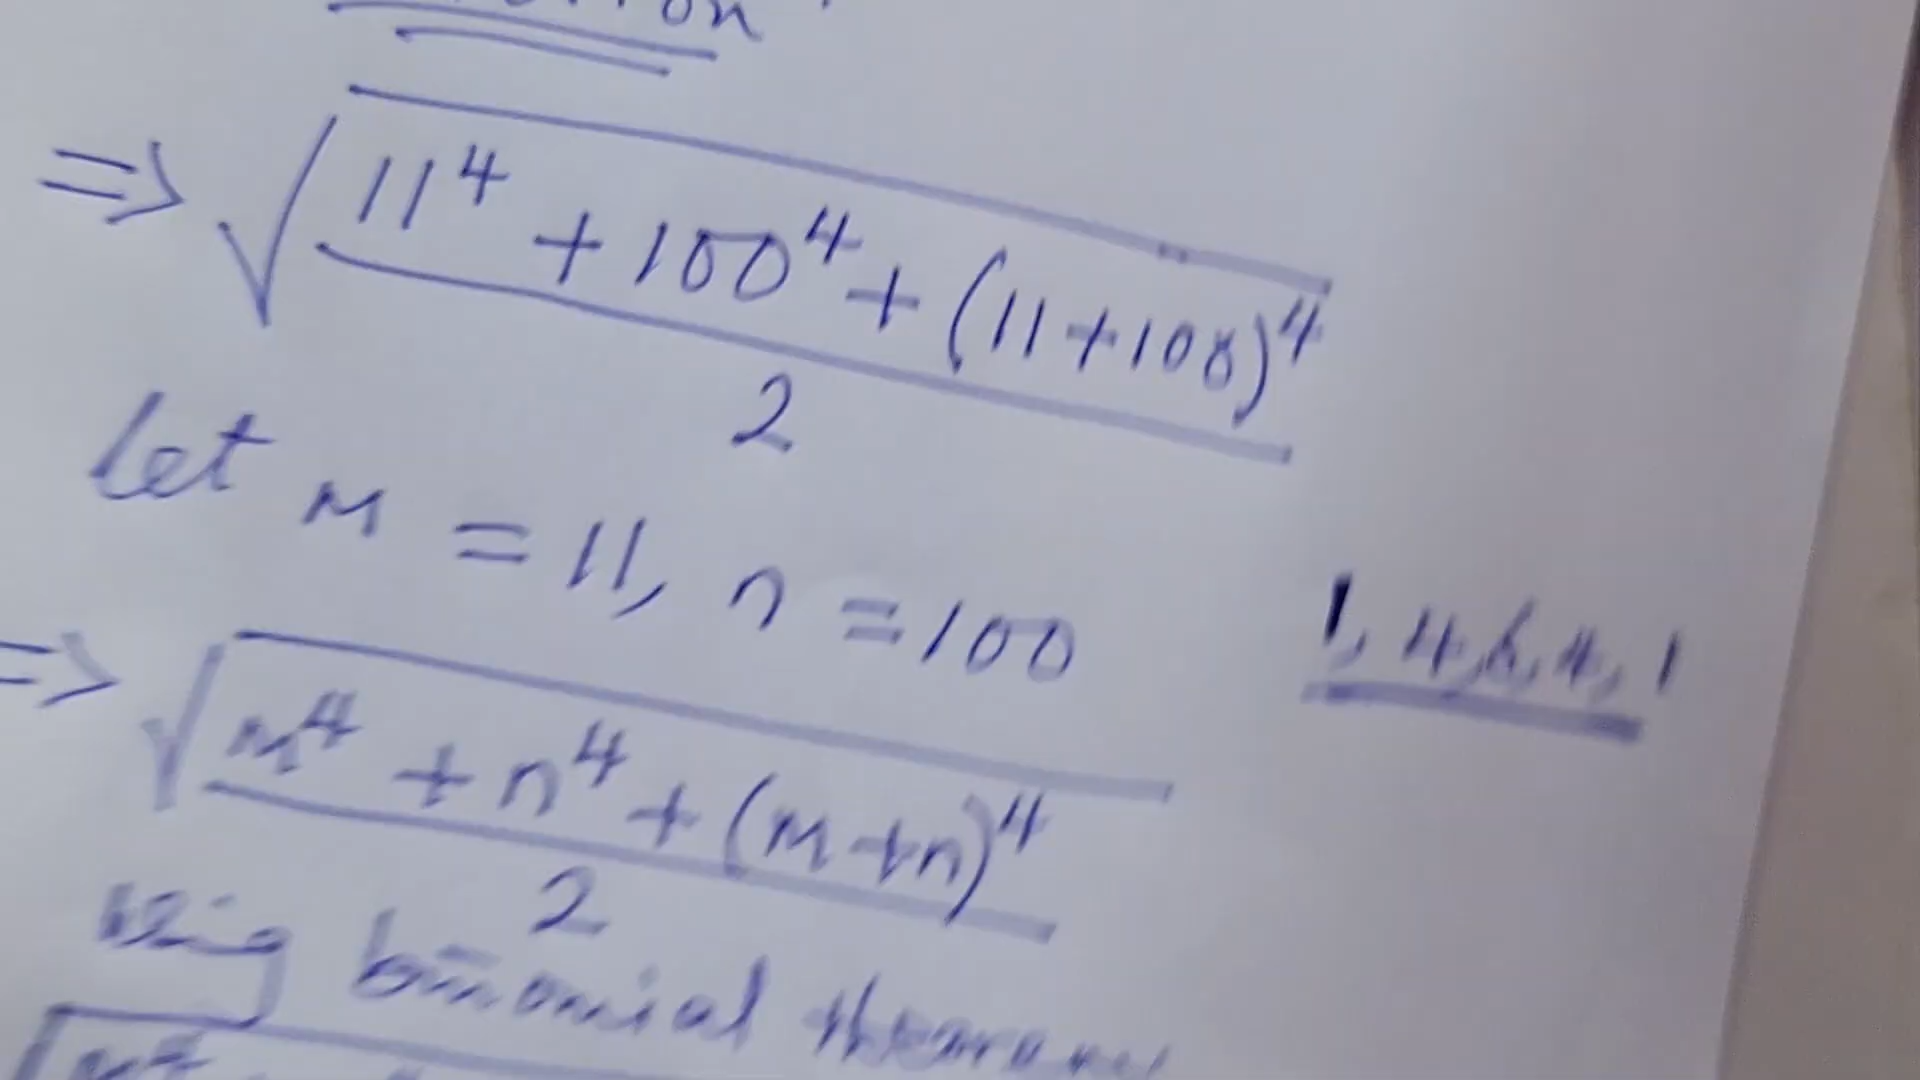 ⇒ √((11⁴ + 100⁴ + (11+100)⁴)/2)
let m = 11, n = 100
1, 4, 6, 4, 1
⇒ √((m⁴ + n⁴ + (m+n)⁴)/2)
using binomial theorem